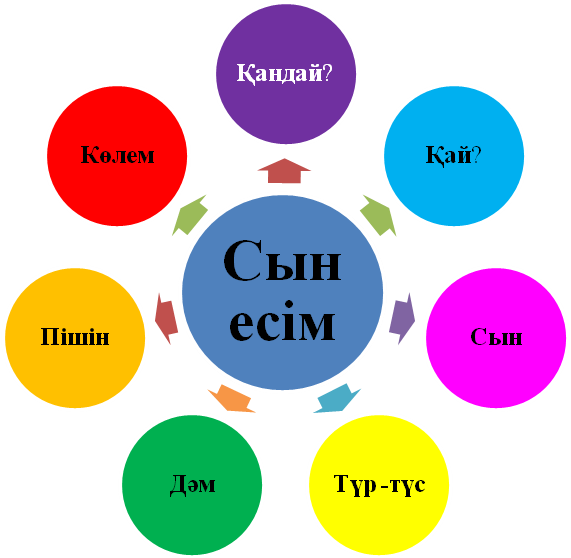 Қандай?
Көлем
Қай?
Сын
есім
Пішін
Сын
Дәм
Түр -түс